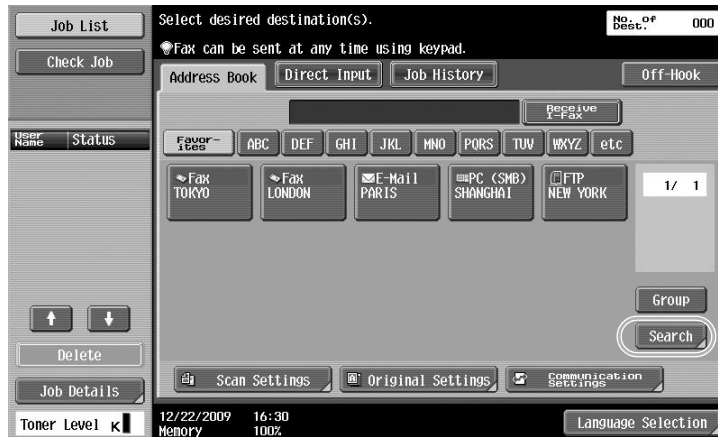 Job List
Check Job
User Name
Status
Delete
Job Details
Toner Level K
Select desired destination(s).
No. of Dest. 000
Fax can be sent at any time using keypad.
Address Book
Direct Input
Job History
Off-Hook
Receive I-Fax
Favor-ites
ABC
DEF
GHI
JKL
MNO
PQRS
TUV
WXYZ
etc
Fax
TOKYO
Fax
LONDON
E-Mail
PARIS
PC (SMB)
SHANGHAI
FTP
NEW YORK
1/ 1
Group
Search
Scan Settings
Original Settings
Communication Settings
12/22/2009 16:30
Memory 100%
Language Selection